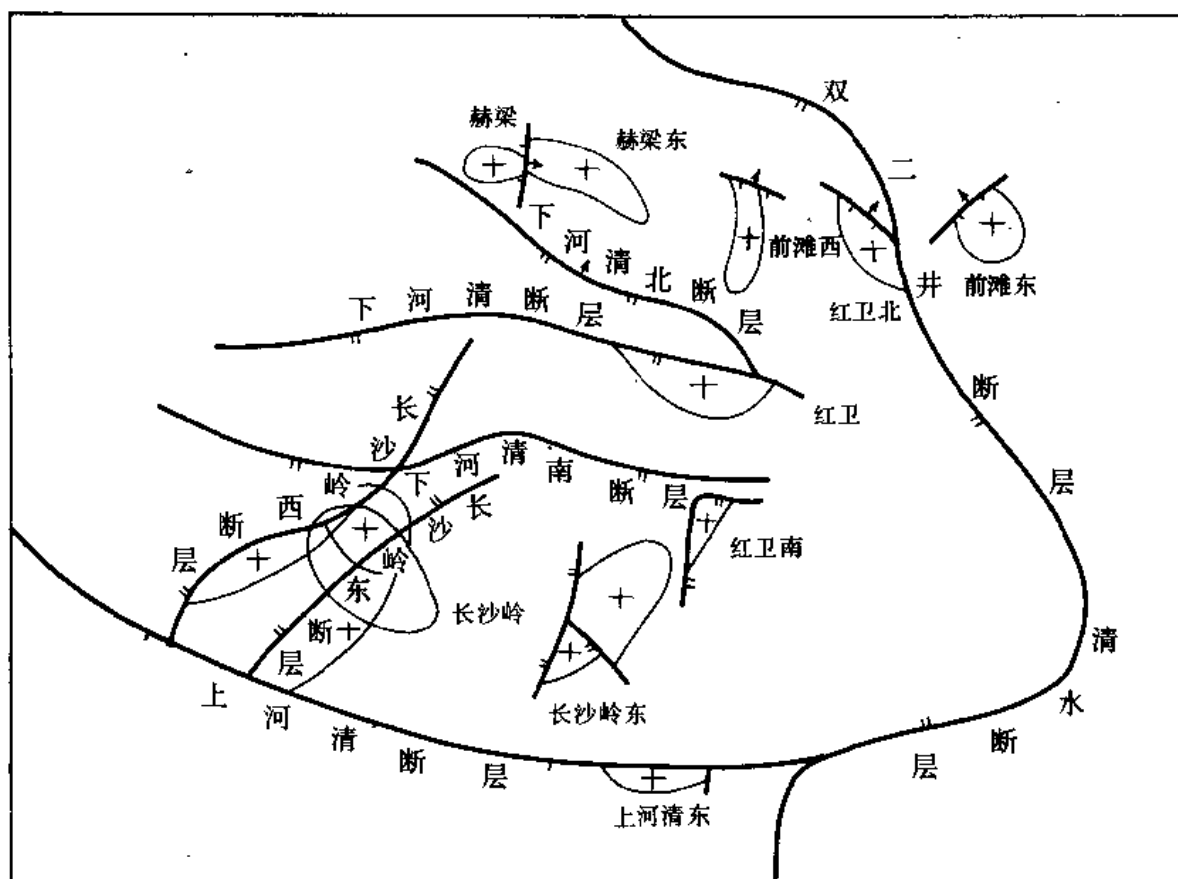 双二井断层
赫梁
赫梁东
下河清北断层
前滩西
红卫北
前滩东
下河清断层
红卫
长沙岭西断层
下河清南断层
长沙岭东断层
红卫南
长沙岭
长沙岭东
清水断层
上河清断层
上河清东